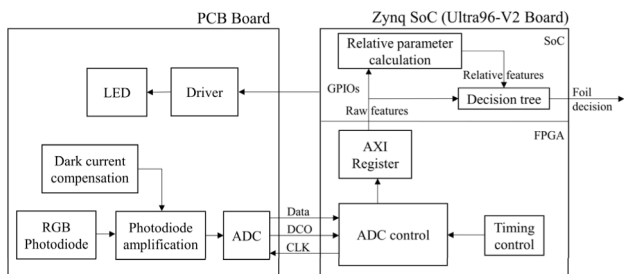 PCB Board
Zynq SoC (Ultra96-V2 Board)
LED
Driver
Dark current
compensation
RGB
Photodiode
Photodiode
amplification
ADC
Data
DCO
CLK
GPIOs
Relative parameter
calculation
SoC
Relative features
Decision tree
Foil
decision
Raw features
FPGA
AXI
Register
ADC control
Timing
control